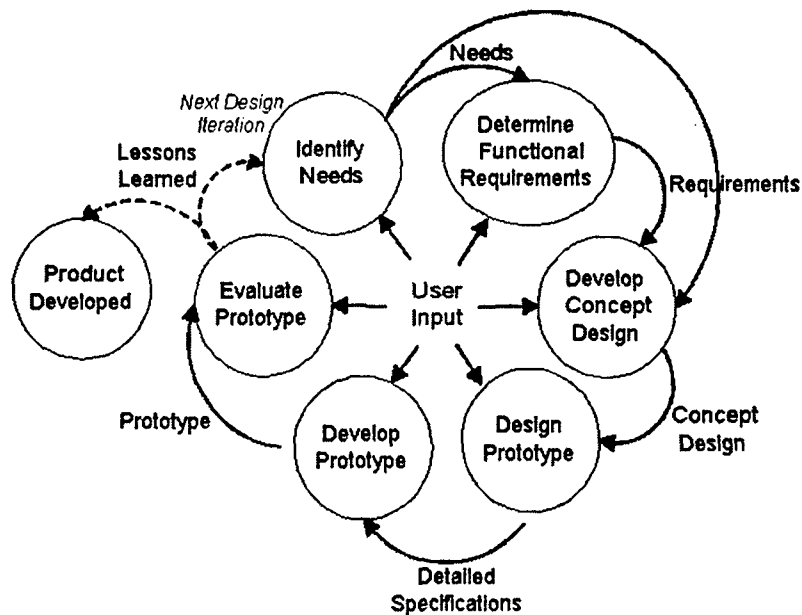 Needs
Next Design
Iteration
Identify
Needs
Determine
Functional
Requirements
Lessons
Learned
Requirements
Product
Developed
Evaluate
Prototype
User
Input
Develop
Concept
Design
Prototype
Develop
Prototype
Design
Prototype
Concept
Design
Detailed
Specifications